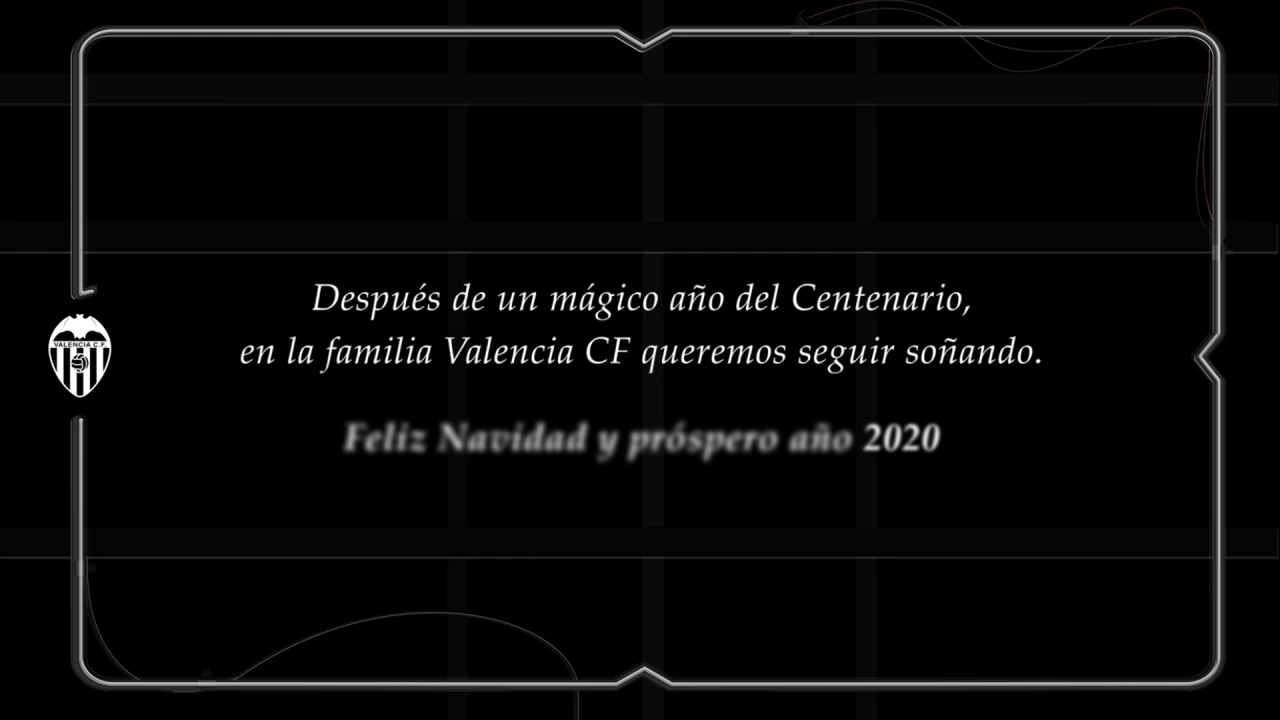 Después de un mágico año del Centenario,
en la familia Valencia CF queremos seguir soñando.
Feliz Navidad y próspero año 2020
VALENCIA C.F.